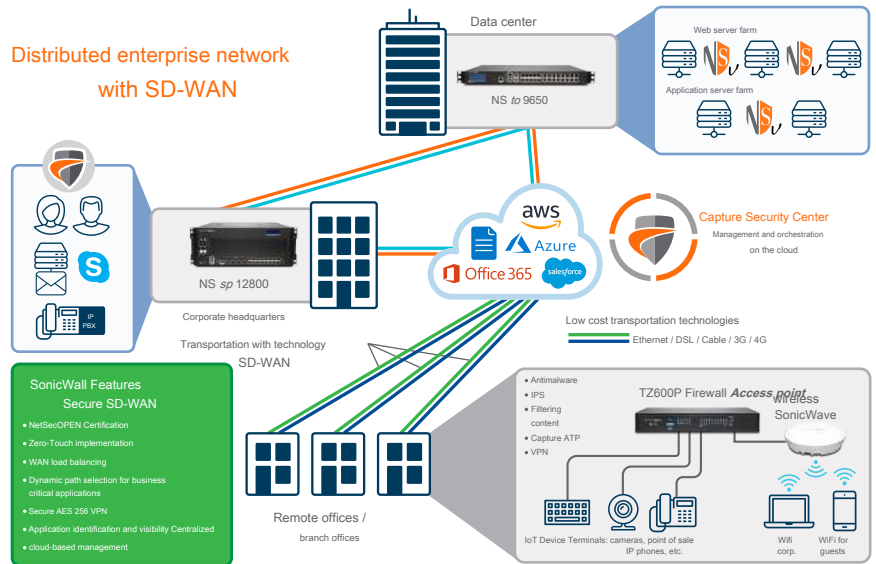 Distributed enterprise network
with SD-WAN
Data center
NS to 9650
Web server farm
NSv
NSv
Application server farm
NSv
NS sp 12800
Corporate headquarters
S
IP
PBX
aws
Azure
Office 365
salesforce
Capture Security Center
Management and orchestration
on the cloud
Transportation with technology
SD-WAN
Low cost transportation technologies
Ethernet / DSL / Cable / 3G / 4G
SonicWall Features
Secure SD-WAN
• NetSecOPEN Certification
• Zero-Touch implementation
• WAN load balancing
• Dynamic path selection for business
critical applications
• Secure AES 256 VPN
• Application identification and visibility Centralized
• cloud-based management
Remote offices /
branch offices
• Antimalware
• IPS
• Filtering
content
• Capture ATP
• VPN
TZ600P Firewall Access point
wireless
SonicWave
IoT Device Terminals: cameras, point of sale
IP phones, etc.
Wifi
corp.
WiFi for
guests